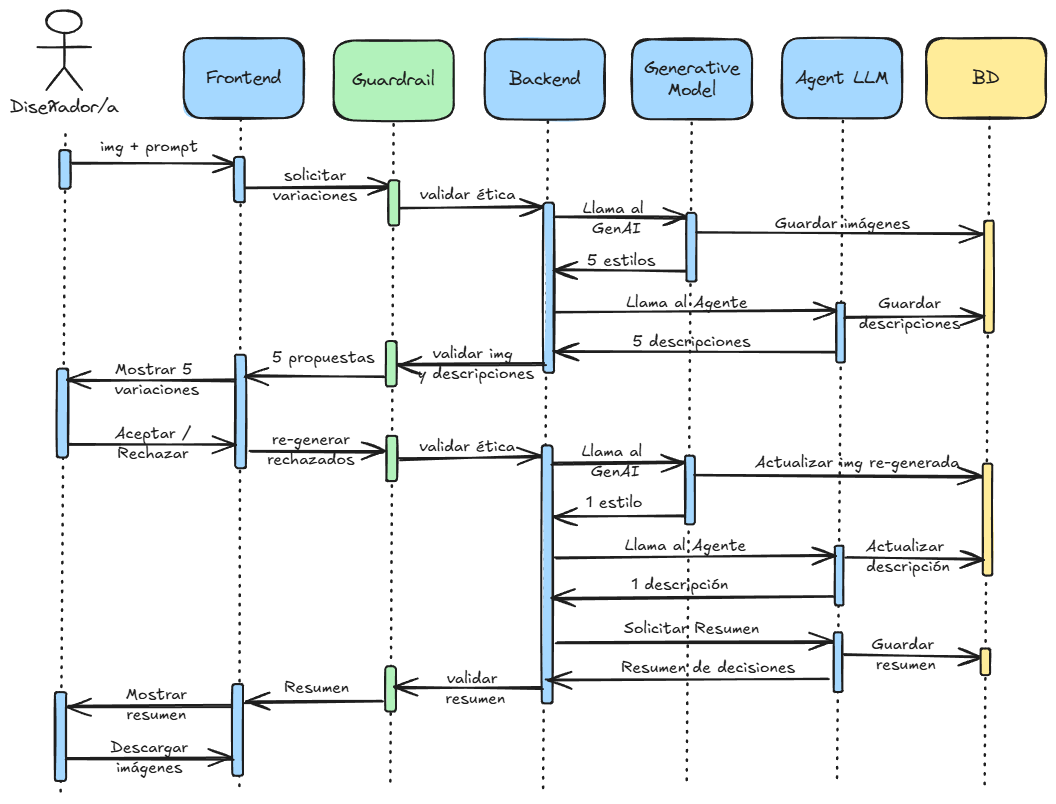 Diseñador/a
Frontend
Guardrail
Backend
Generative
Model
Agent LLM
BD
img + prompt
solicitar
variaciones
validar ética
Llama al
GenAI
Guardar imágenes
5 estilos
Llama al Agente
Guardar
descripciones
5 descripciones
validar img
y descripciones
5 propuestas
Mostrar 5
variaciones
Aceptar /
Rechazar
re-generar
rechazados
validar ética
Llama al
GenAI
Actualizar img re-generada
1 estilo
Llama al Agente
Actualizar
descripción
1 descripción
Solicitar Resumen
Guardar
resumen
Resumen de decisiones
validar
resumen
Resumen
Mostrar
resumen
Descargar
imágenes